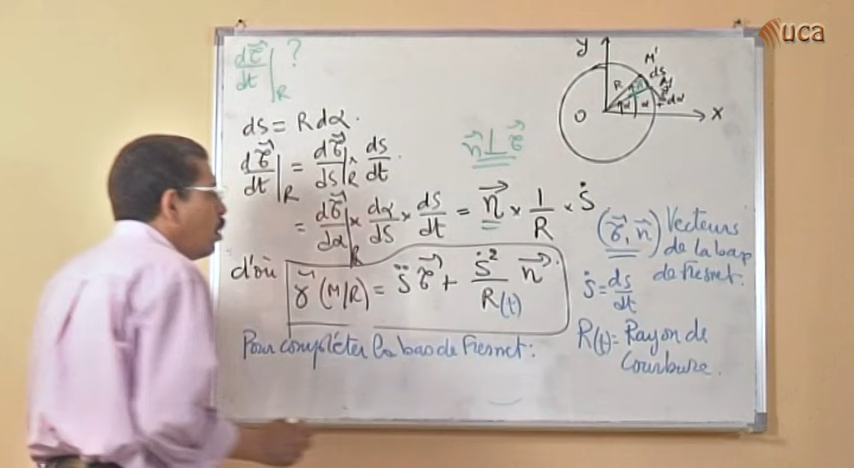 uca
dτ⃗/dt|R ?
ds = Rdα.
dτ⃗/dt|R = dτ⃗/ds|R × ds/dt.
n⃗ ⊥ τ⃗
= dτ⃗/dα|R × dα/ds × ds/dt = n⃗ × 1/R × ṡ
d'où γ⃗(M/R) = s̈ τ⃗ + ṡ²/R(t) n⃗.
Pour compléter la base de Fresnet:
y
M'
ds
R
α
α
dα
O
x
(τ⃗, n⃗) Vecteurs
de la base
de Fresnet.
ṡ = ds/dt
R(t) = Rayon de
Courbure.